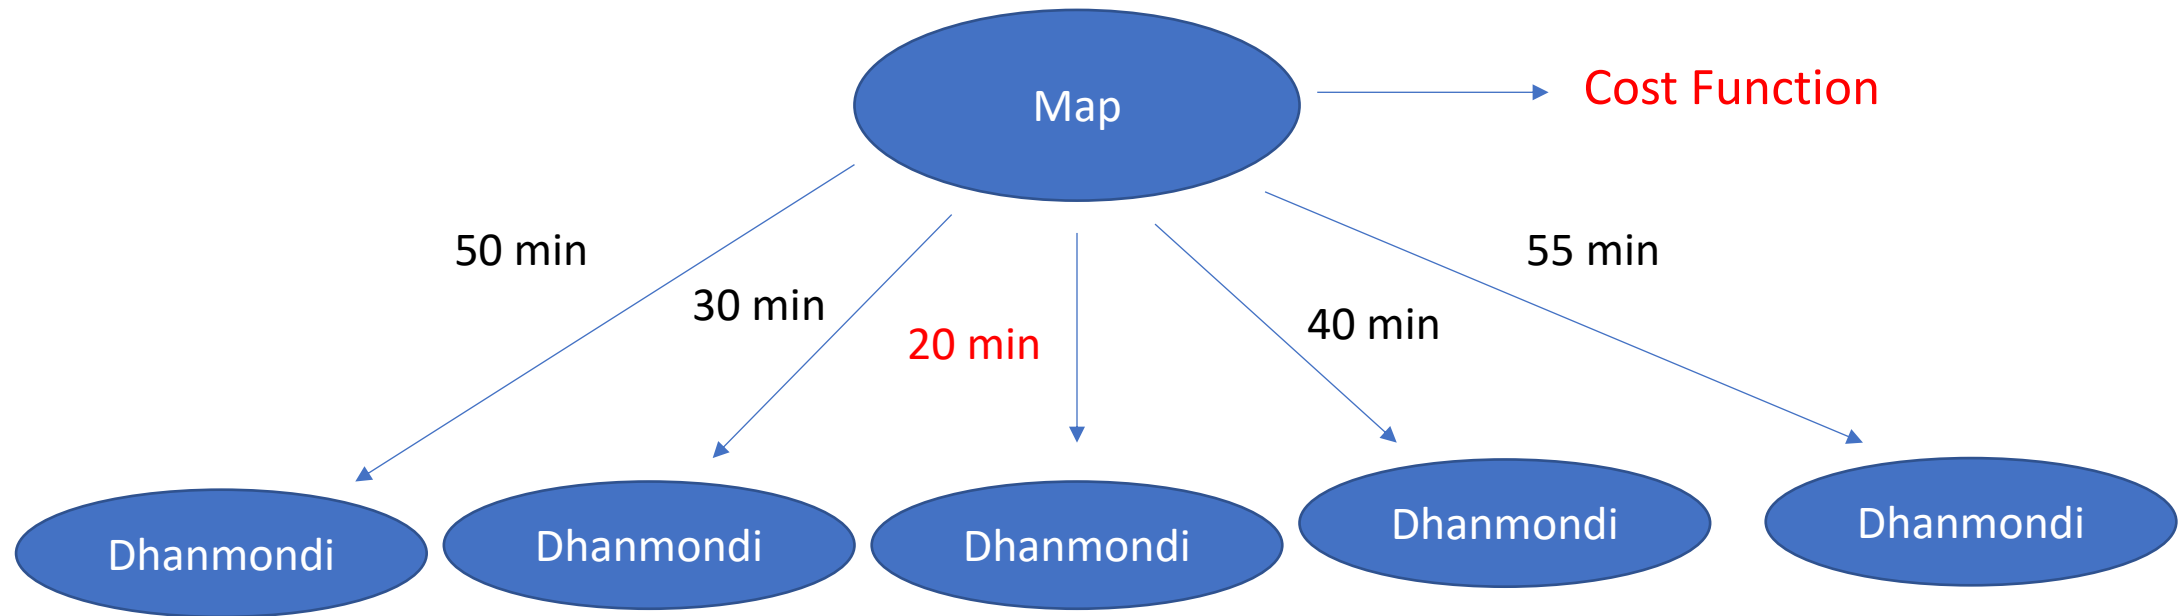 Map
Cost Function
50 min
30 min
20 min
40 min
55 min
Dhanmondi
Dhanmondi
Dhanmondi
Dhanmondi
Dhanmondi